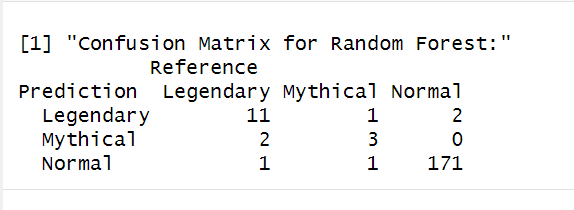 [1] "Confusion Matrix for Random Forest:"
Reference
Prediction Legendary Mythical Normal
Legendary 11 1 2
Mythical 2 3 0
Normal 1 1 171